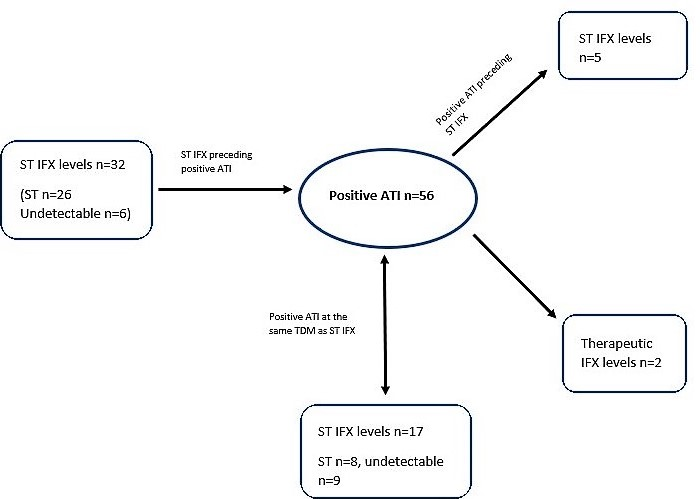 ST IFX levels
n=5
Positive ATI preceding
ST IFX
ST IFX levels n=32
(ST n=26
Undetectable n=6)
ST IFX preceding
positive ATI
Positive ATI n=56
Positive ATI at the
same TDM as ST IFX
Therapeutic
IFX levels n=2
ST IFX levels n=17
ST n=8, undetectable
n=9